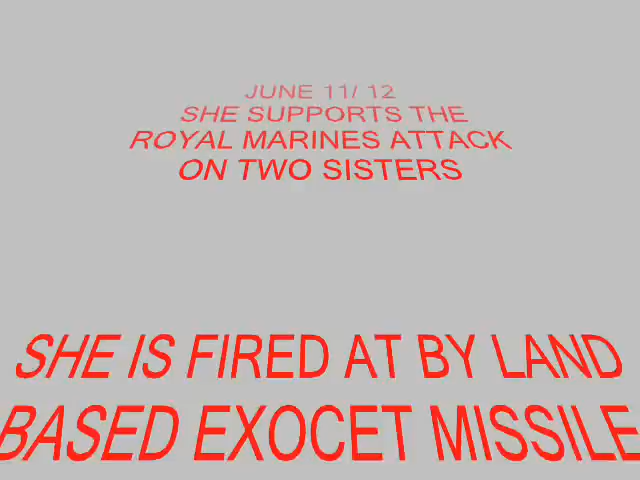 JUNE 11/ 12
SHE SUPPORTS THE
ROYAL MARINES ATTACK
ON TWO SISTERS
SHE IS FIRED AT BY LAND
BASED EXOCET MISSILE